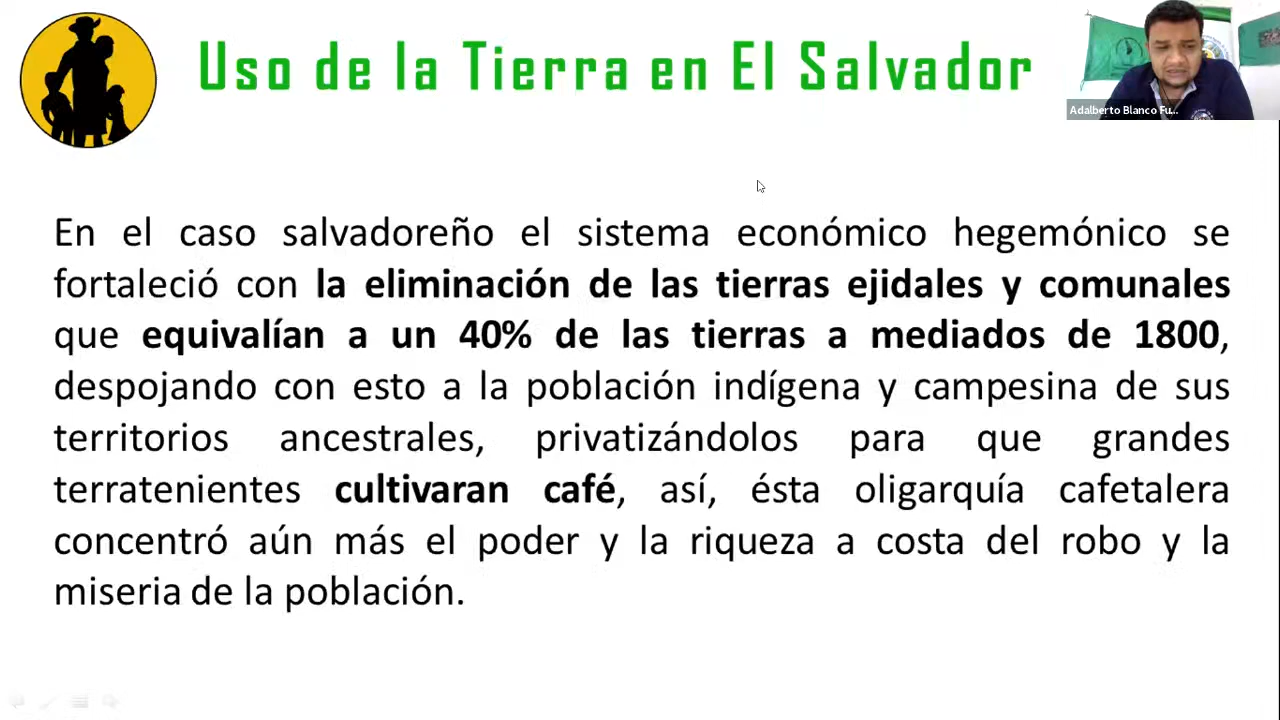 Uso de la Tierra en El Salvador
Adalberto Blanco Fu...
En el caso salvadoreño el sistema económico hegemónico se
fortaleció con la eliminación de las tierras ejidales y comunales
que equivalían a un 40% de las tierras a mediados de 1800,
despojando con esto a la población indígena y campesina de sus
territorios ancestrales, privatizándolos para que grandes
terratenientes cultivaran café, así, ésta oligarquía cafetalera
concentró aún más el poder y la riqueza a costa del robo y la
miseria de la población.